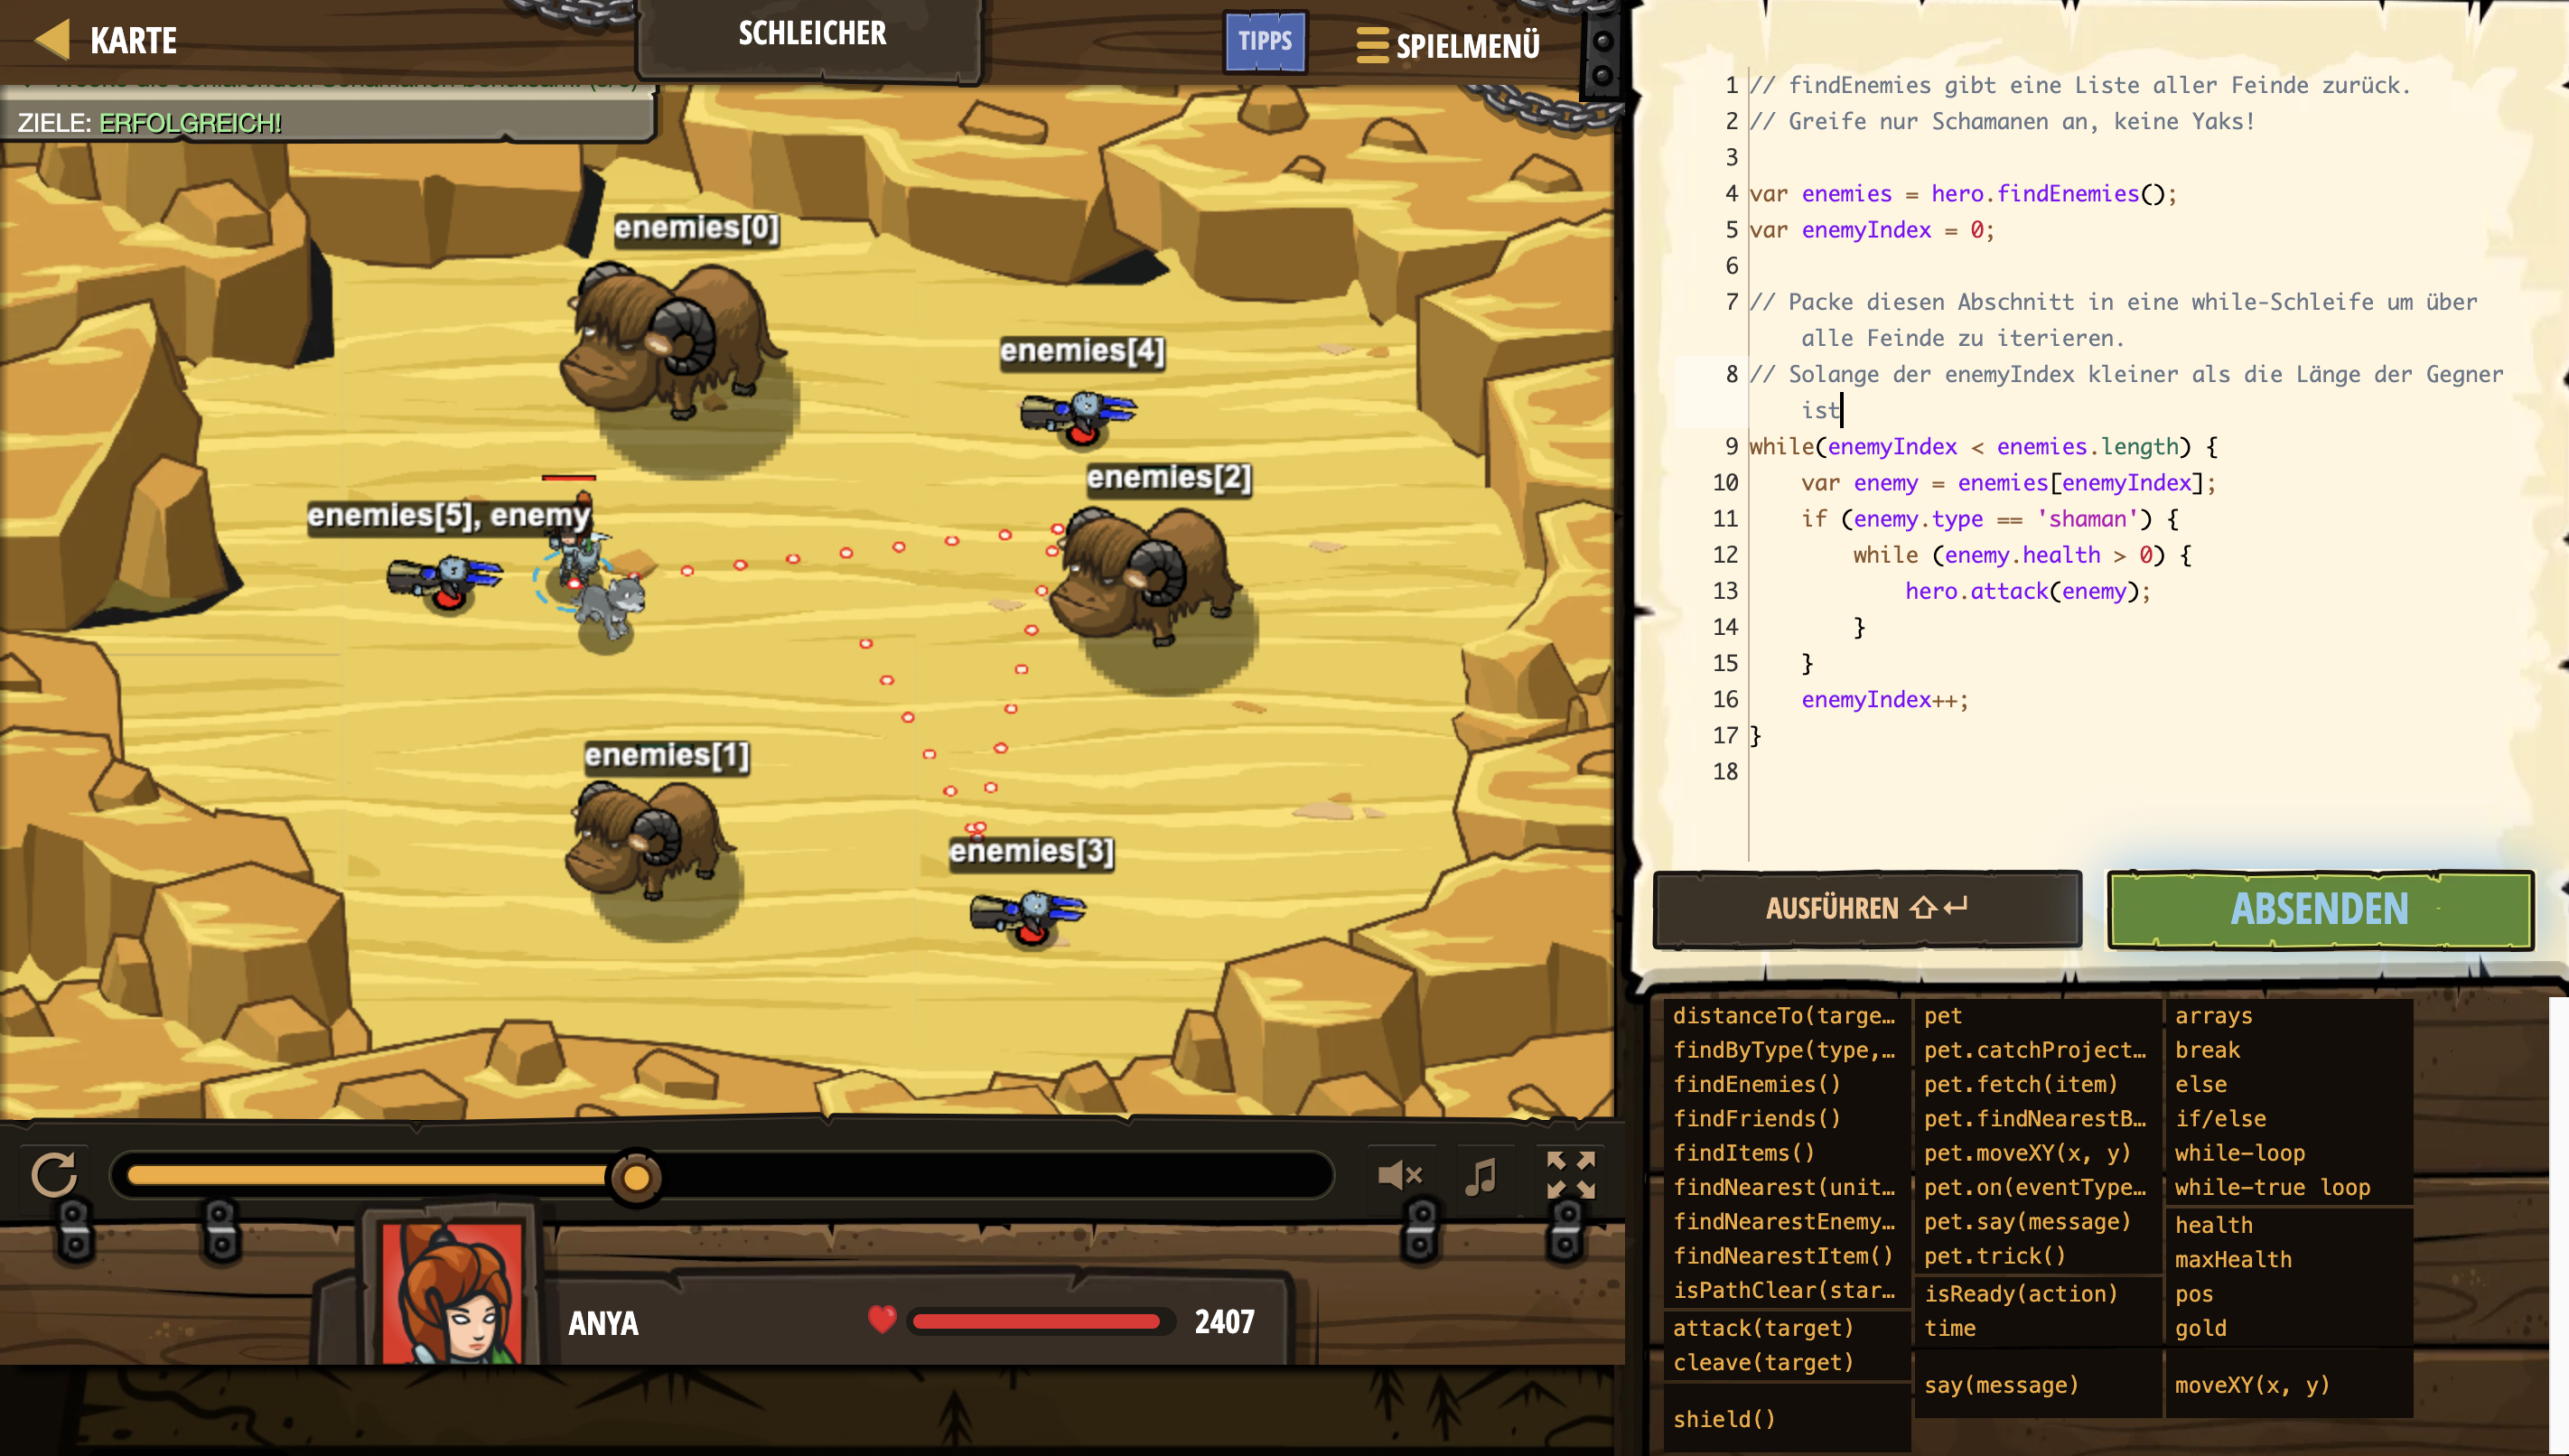 KARTE
SCHLEICHER
TIPPS
SPIELMENÜ
ZIELE: ERFOLGREICH!
enemies[0]
enemies[4]
enemies[2]
enemies[5], enemy
enemies[1]
enemies[3]
ANYA
2407
1 // findEnemies gibt eine Liste aller Feinde zurück.
2 // Greife nur Schamanen an, keine Yaks!
3
4 var enemies = hero.findEnemies();
5 var enemyIndex = 0;
6
7 // Packe diesen Abschnitt in eine while-Schleife um über
alle Feinde zu iterieren.
8 // Solange der enemyIndex kleiner als die Länge der Gegner
ist
9 while(enemyIndex < enemies.length) {
10 var enemy = enemies[enemyIndex];
11 if (enemy.type == 'shaman') {
12 while (enemy.health > 0) {
13 hero.attack(enemy);
14 }
15 }
16 enemyIndex++;
17 }
18
AUSFÜHREN
ABSENDEN
distanceTo(targe…
findByType(type,…
findEnemies()
findFriends()
findItems()
findNearest(unit…
findNearestEnemy…
findNearestItem()
isPathClear(star…
attack(target)
cleave(target)
shield()
pet
pet.catchProject…
pet.fetch(item)
pet.findNearestB…
pet.moveXY(x, y)
pet.on(eventType…
pet.say(message)
pet.trick()
isReady(action)
time
say(message)
arrays
break
else
if/else
while-loop
while-true loop
health
maxHealth
pos
gold
moveXY(x, y)